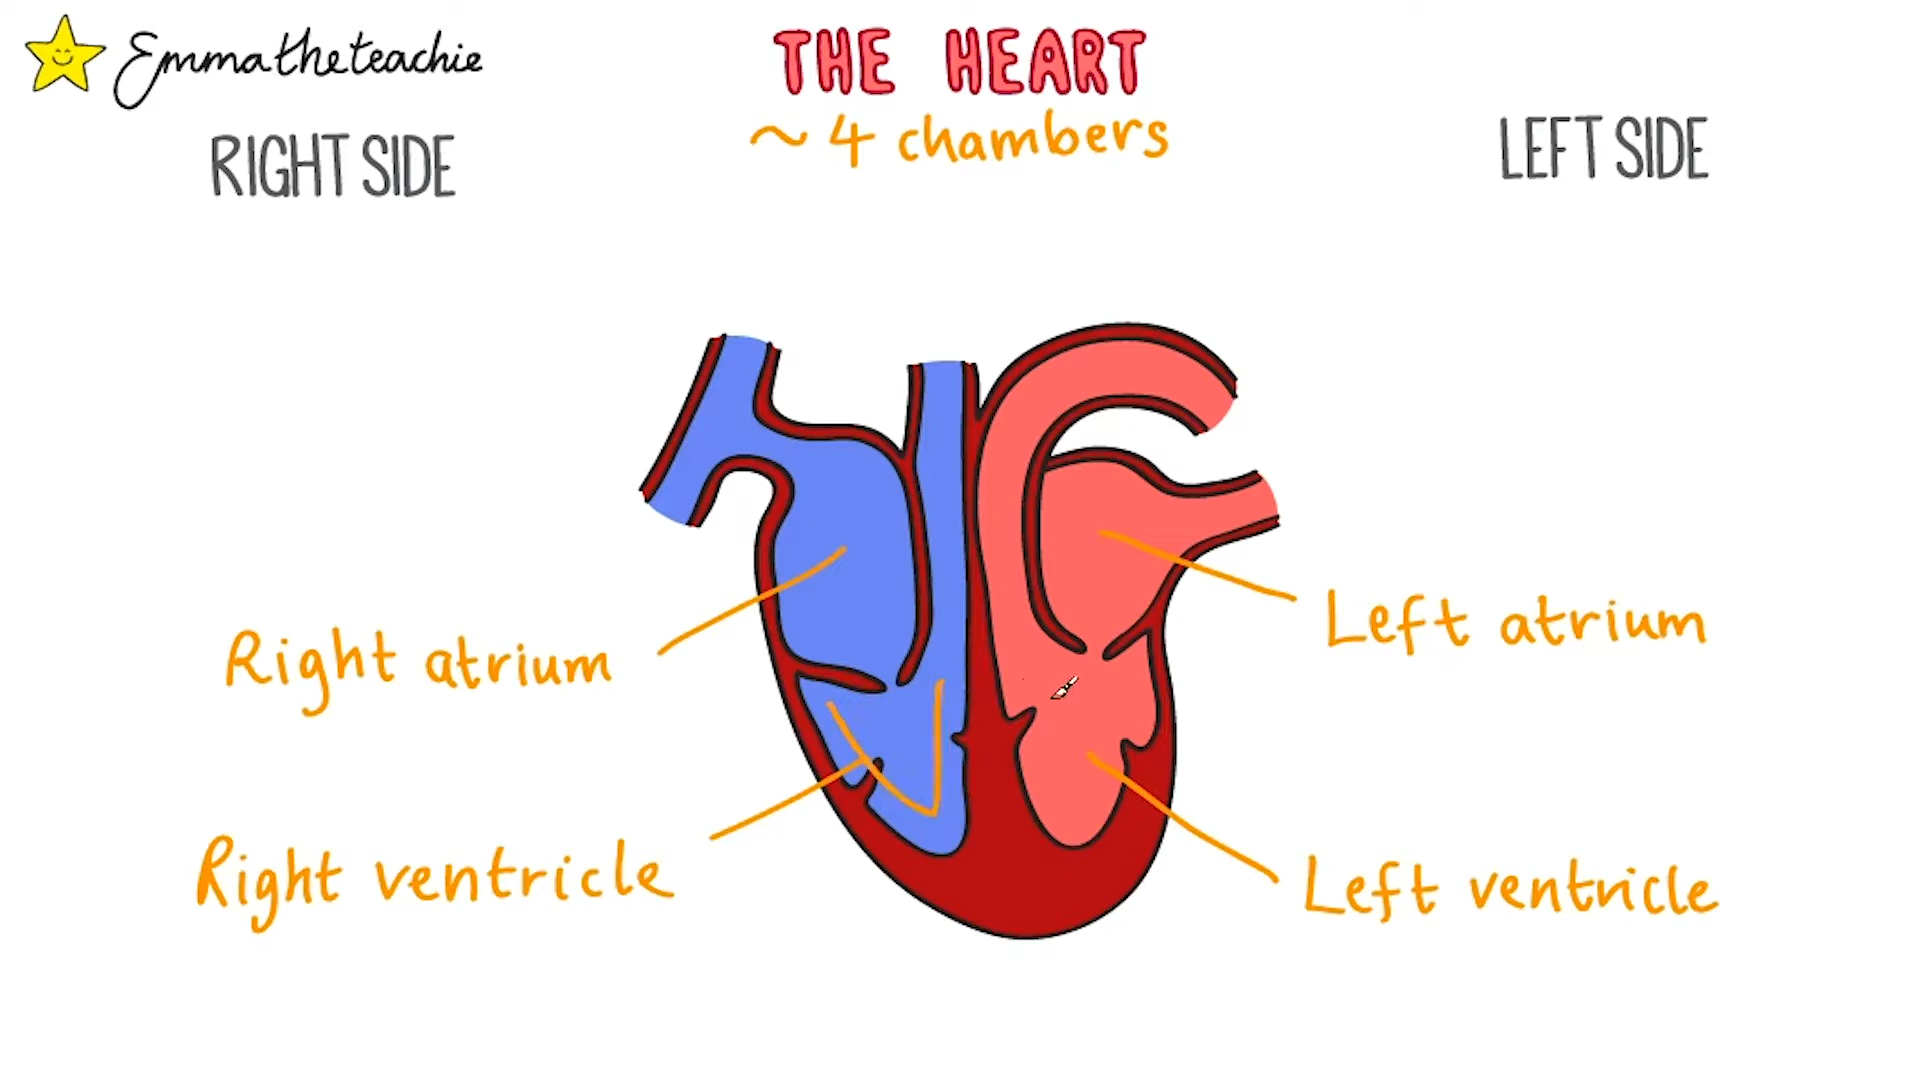 Emmatheteachie
THE HEART
~ 4 chambers
RIGHT SIDE
LEFT SIDE
Right atrium
Left atrium
Right ventricle
Left ventricle